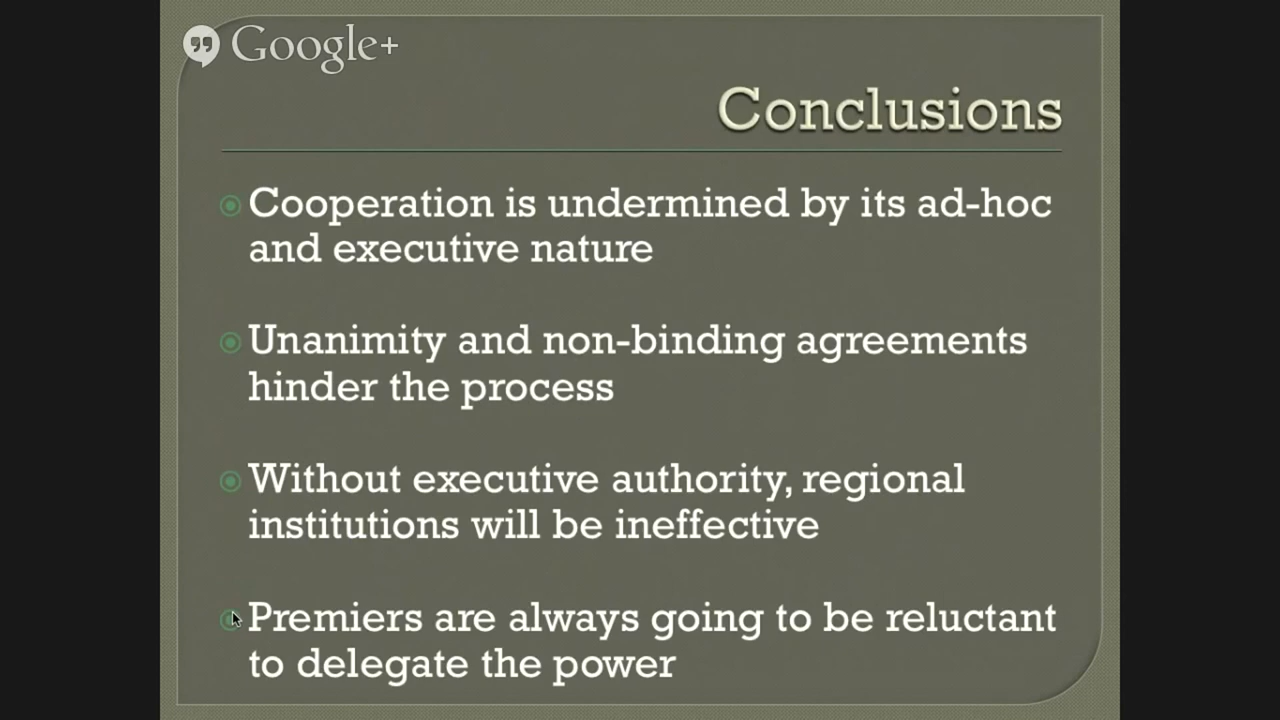 Google+
Conclusions
Cooperation is undermined by its ad-hoc
and executive nature
Unanimity and non-binding agreements
hinder the process
Without executive authority, regional
institutions will be ineffective
Premiers are always going to be reluctant
to delegate the power